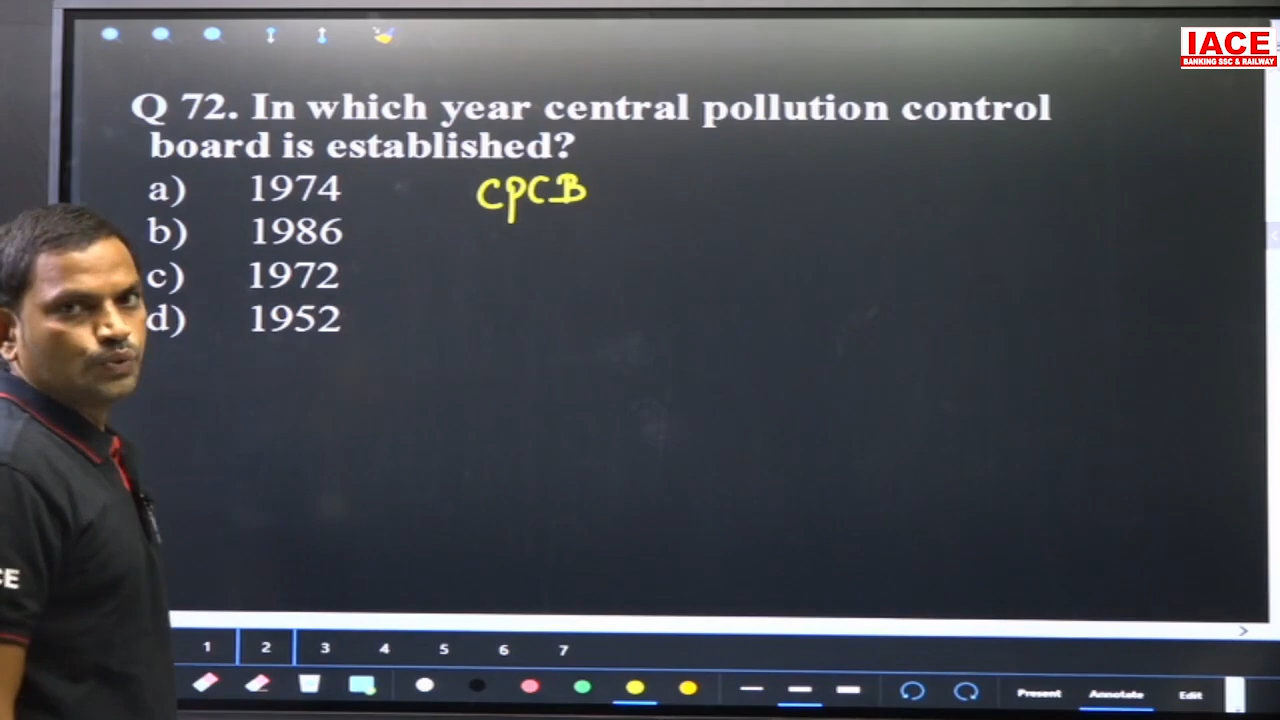 IACE
BANKING SSC & RAILWAY
Q 72. In which year central pollution control
board is established?
a) 1974
CPCB
b) 1986
c) 1972
d) 1952
CE
1 2 3 4 5 6 7
Present Annotate Edit